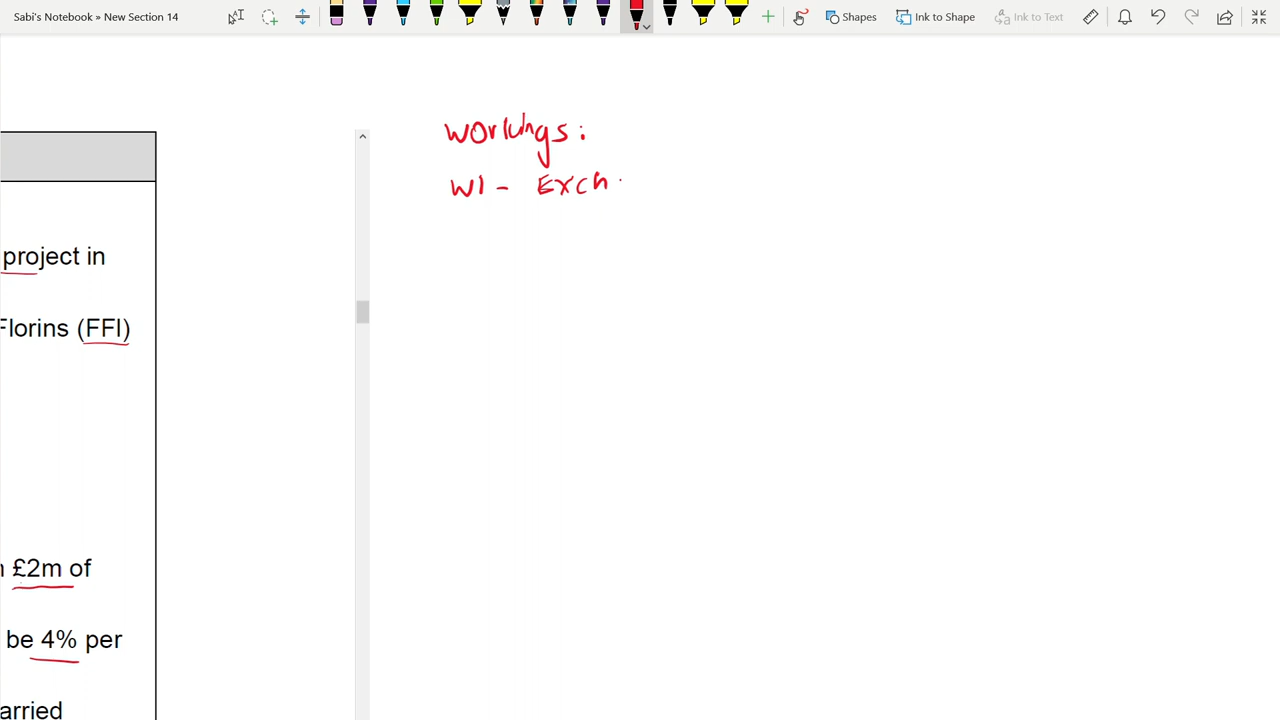 Sabi's Notebook » New Section 14
Shapes
Ink to Shape
Ink to Text
Workings:
W1 - Exch.
project in
Florins (FFl)
£2m of
be 4% per
arried